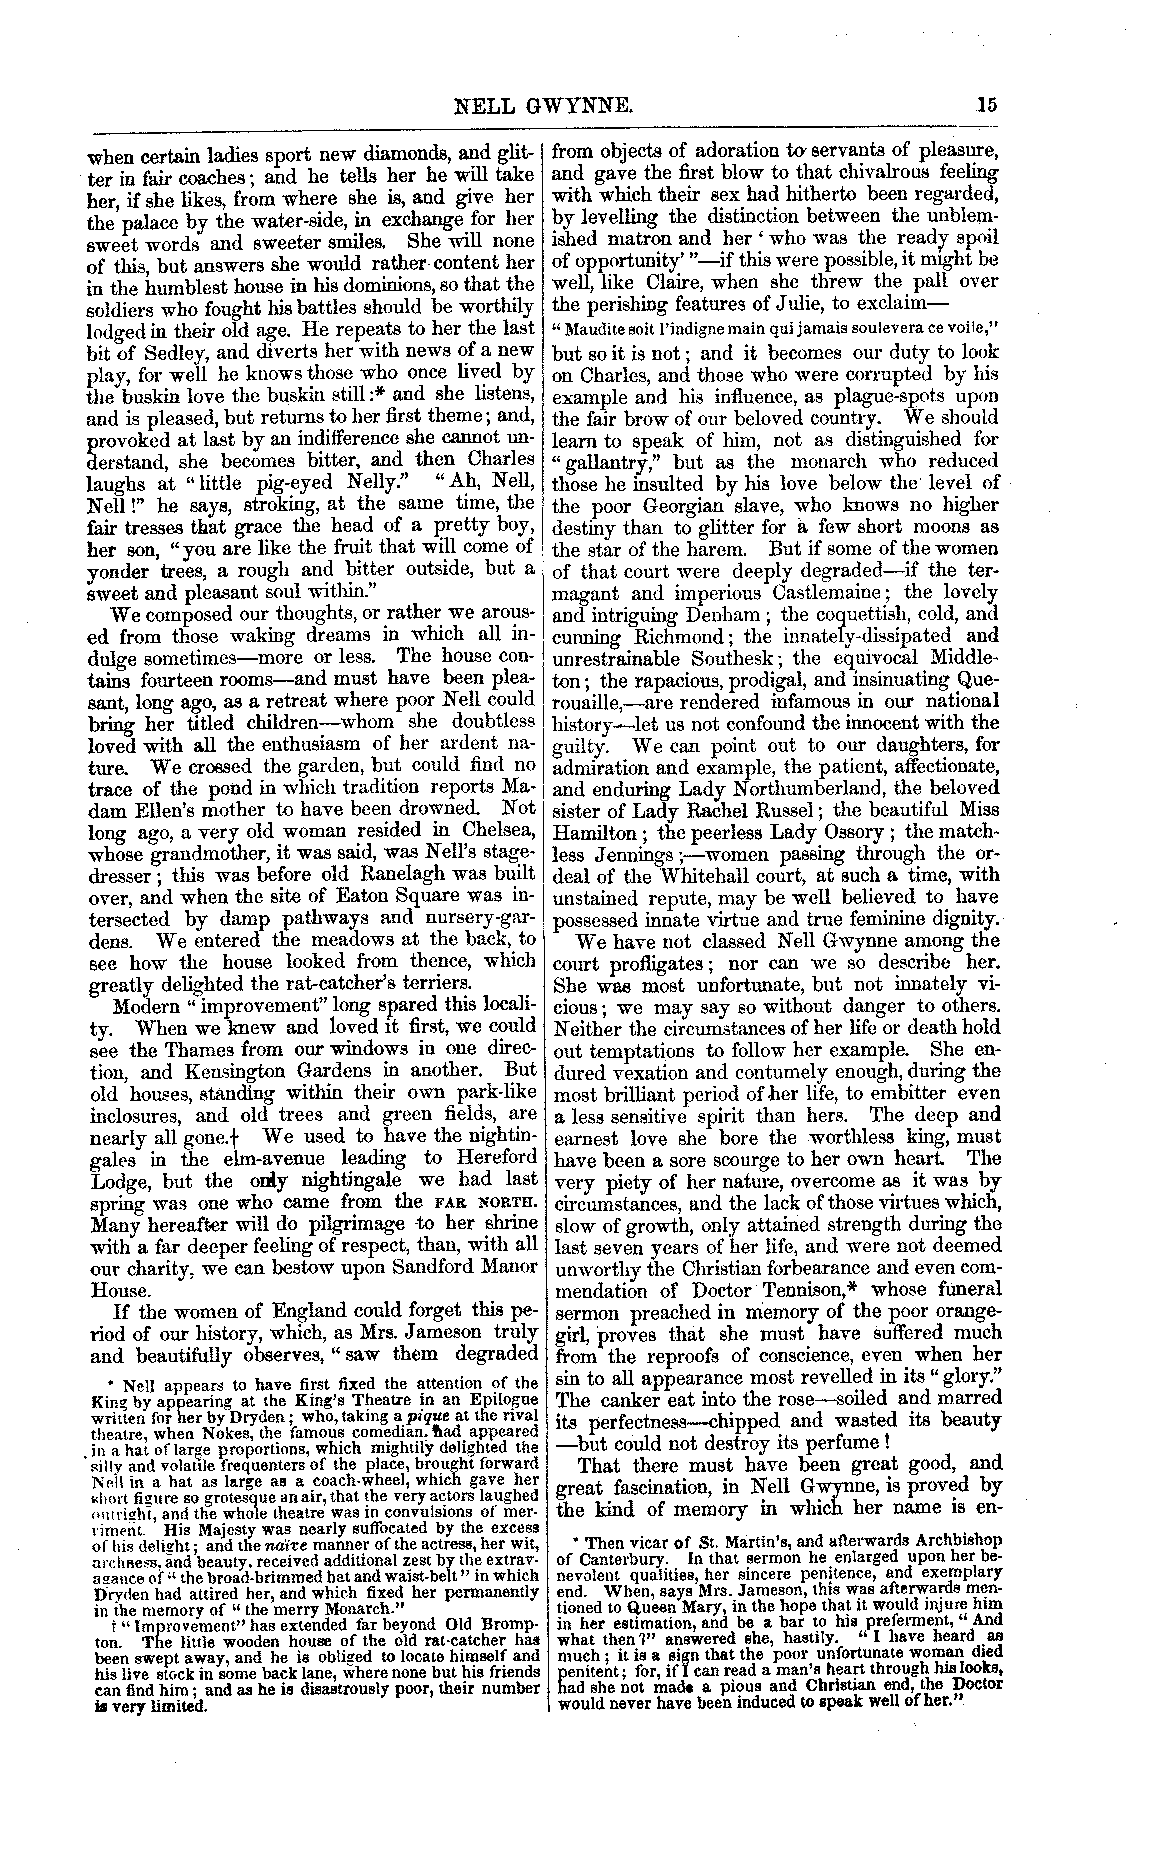 NELL GWYNNE. 15
when certain ladies sport new diamonds, and glit-
ter in fair coaches; and he tells her he will take
her, if she likes, from where she is, and give her
the palace by the water-side, in exchange for her
sweet words and sweeter smiles. She will none
of this, but answers she would rather content her
in the humblest house in his dominions, so that the
soldiers who fought his battles should be worthily
lodged in their old age. He repeats to her the last
bit of Sedley, and diverts her with news of a new
play, for well he knows those who once lived by
the buskin love the buskin still:* and she listens,
and is pleased, but returns to her first theme; and,
provoked at last by an indifference she cannot un-
derstand, she becomes bitter, and then Charles
laughs at "little pig-eyed Nelly." "Ah, Nell,
Nell!" he says, stroking, at the same time, the
fair tresses that grace the head of a pretty boy,
her son, "you are like the fruit that will come of
yonder trees, a rough and bitter outside, but a
sweet and pleasant soul within."
We composed our thoughts, or rather we arous-
ed from those waking dreams in which all in-
dulge sometimes—more or less. The house con-
tains fourteen rooms—and must have been plea-
sant, long ago, as a retreat where poor Nell could
bring her titled children—whom she doubtless
loved with all the enthusiasm of her ardent na-
ture. We crossed the garden, but could find no
trace of the pond in which tradition reports Ma-
dam Ellen's mother to have been drowned. Not
long ago, a very old woman resided in Chelsea,
whose grandmother, it was said, was Nell's stage-
dresser; this was before old Ranelagh was built
over, and when the site of Eaton Square was in-
tersected by damp pathways and nursery-gar-
dens. We entered the meadows at the back, to
see how the house looked from thence, which
greatly delighted the rat-catcher's terriers.
Modern "improvement" long spared this locali-
ty. When we knew and loved it first, we could
see the Thames from our windows in one direc-
tion, and Kensington Gardens in another. But
old houses, standing within their own park-like
inclosures, and old trees and green fields, are
nearly all gone.† We used to have the nightin-
gales in the elm-avenue leading to Hereford
Lodge, but the only nightingale we had last
spring was one who came from the FAR NORTH.
Many hereafter will do pilgrimage to her shrine
with a far deeper feeling of respect, than, with all
our charity, we can bestow upon Sandford Manor
House.
If the women of England could forget this pe-
riod of our history, which, as Mrs. Jameson truly
and beautifully observes, "saw them degraded
* Nell appears to have first fixed the attention of the
King by appearing at the King's Theatre in an Epilogue
written for her by Dryden; who, taking a pique at the rival
theatre, when Nokes, the famous comedian, had appeared
in a hat of large proportions, which mightily delighted the
silly and volatile frequenters of the place, brought forward
Nell in a hat as large as a coach-wheel, which gave her
short figure so grotesque an air, that the very actors laughed
outright, and the whole theatre was in convulsions of mer-
riment. His Majesty was nearly suffocated by the excess
of his delight; and the naïve manner of the actress, her wit,
archness, and beauty, received additional zest by the extrav-
agance of "the broad-brimmed hat and waist-belt" in which
Dryden had attired her, and which fixed her permanently
in the memory of "the merry Monarch."
† "Improvement" has extended far beyond Old Bromp-
ton. The little wooden house of the old rat-catcher has
been swept away, and he is obliged to locate himself and
his live stock in some back lane, where none but his friends
can find him; and as he is disastrously poor, their number
is very limited.
from objects of adoration to servants of pleasure,
and gave the first blow to that chivalrous feeling
with which their sex had hitherto been regarded,
by levelling the distinction between the unblem-
ished matron and her 'who was the ready spoil
of opportunity'"—if this were possible, it might be
well, like Claire, when she threw the pall over
the perishing features of Julie, to exclaim—
"Maudite soit l'indigne main qui jamais soulevera ce voile,"
but so it is not; and it becomes our duty to look
on Charles, and those who were corrupted by his
example and his influence, as plague-spots upon
the fair brow of our beloved country. We should
learn to speak of him, not as distinguished for
"gallantry," but as the monarch who reduced
those he insulted by his love below the level of
the poor Georgian slave, who knows no higher
destiny than to glitter for a few short moons as
the star of the harem. But if some of the women
of that court were deeply degraded—if the ter-
magant and imperious Castlemaine; the lovely
and intriguing Denham; the coquettish, cold, and
cunning Richmond; the innately-dissipated and
unrestrainable Southesk; the equivocal Middle-
ton; the rapacious, prodigal, and insinuating Que-
rouaille,—are rendered infamous in our national
history—let us not confound the innocent with the
guilty. We can point out to our daughters, for
admiration and example, the patient, affectionate,
and enduring Lady Northumberland, the beloved
sister of Lady Rachel Russel; the beautiful Miss
Hamilton; the peerless Lady Ossory; the match-
less Jennings;—women passing through the or-
deal of the Whitehall court, at such a time, with
unstained repute, may be well believed to have
possessed innate virtue and true feminine dignity.
We have not classed Nell Gwynne among the
court profligates; nor can we so describe her.
She was most unfortunate, but not innately vi-
cious; we may say so without danger to others.
Neither the circumstances of her life or death hold
out temptations to follow her example. She en-
dured vexation and contumely enough, during the
most brilliant period of her life, to embitter even
a less sensitive spirit than hers. The deep and
earnest love she bore the worthless king, must
have been a sore scourge to her own heart. The
very piety of her nature, overcome as it was by
circumstances, and the lack of those virtues which,
slow of growth, only attained strength during the
last seven years of her life, and were not deemed
unworthy the Christian forbearance and even com-
mendation of Doctor Tennison,* whose funeral
sermon preached in memory of the poor orange-
girl, proves that she must have suffered much
from the reproofs of conscience, even when her
sin to all appearance most revelled in its "glory."
The canker eat into the rose—soiled and marred
its perfectness—chipped and wasted its beauty
—but could not destroy its perfume!
That there must have been great good, and
great fascination, in Nell Gwynne, is proved by
the kind of memory in which her name is en-
* Then vicar of St. Martin's, and afterwards Archbishop
of Canterbury. In that sermon he enlarged upon her be-
nevolent qualities, her sincere penitence, and exemplary
end. When, says Mrs. Jameson, this was afterwards men-
tioned to Queen Mary, in the hope that it would injure him
in her estimation, and be a bar to his preferment, "And
what then?" answered she, hastily. "I have heard as
much; it is a sign that the poor unfortunate woman died
penitent; for, if I can read a man's heart through his looks,
had she not made a pious and Christian end, the Doctor
would never have been induced to speak well of her."